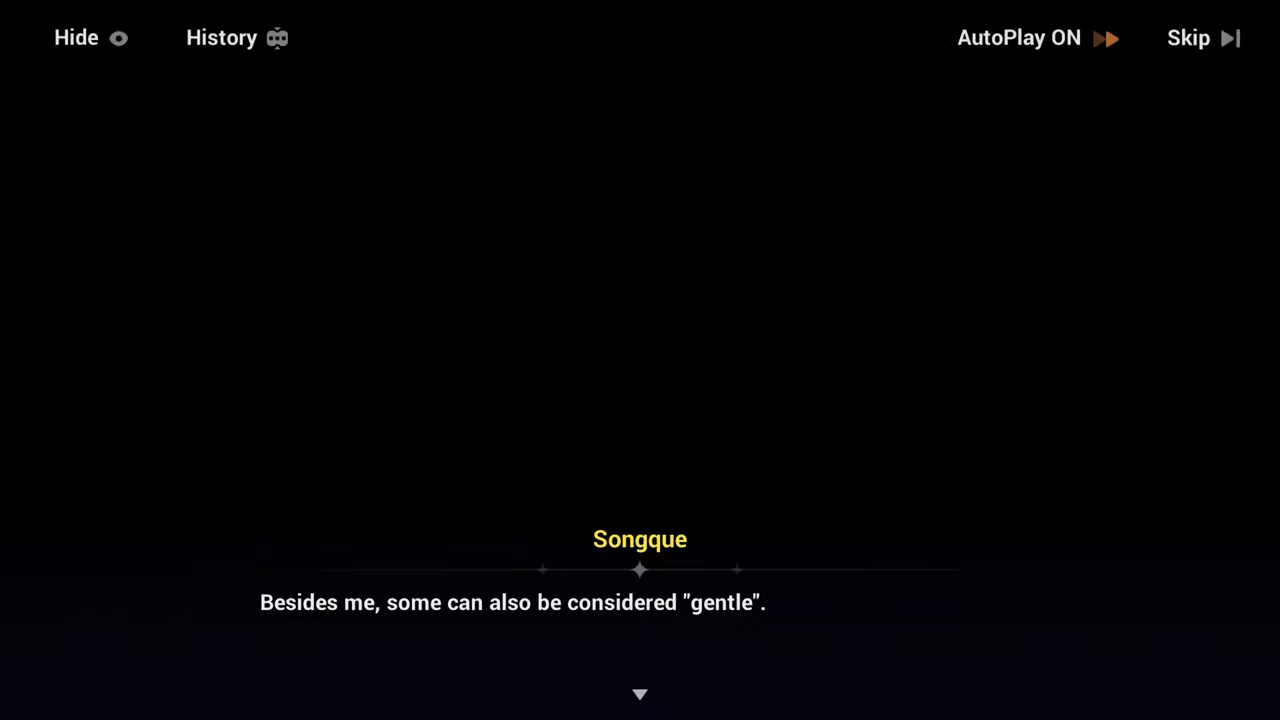 Hide
History
AutoPlay ON
Skip
Songque
Besides me, some can also be considered "gentle".